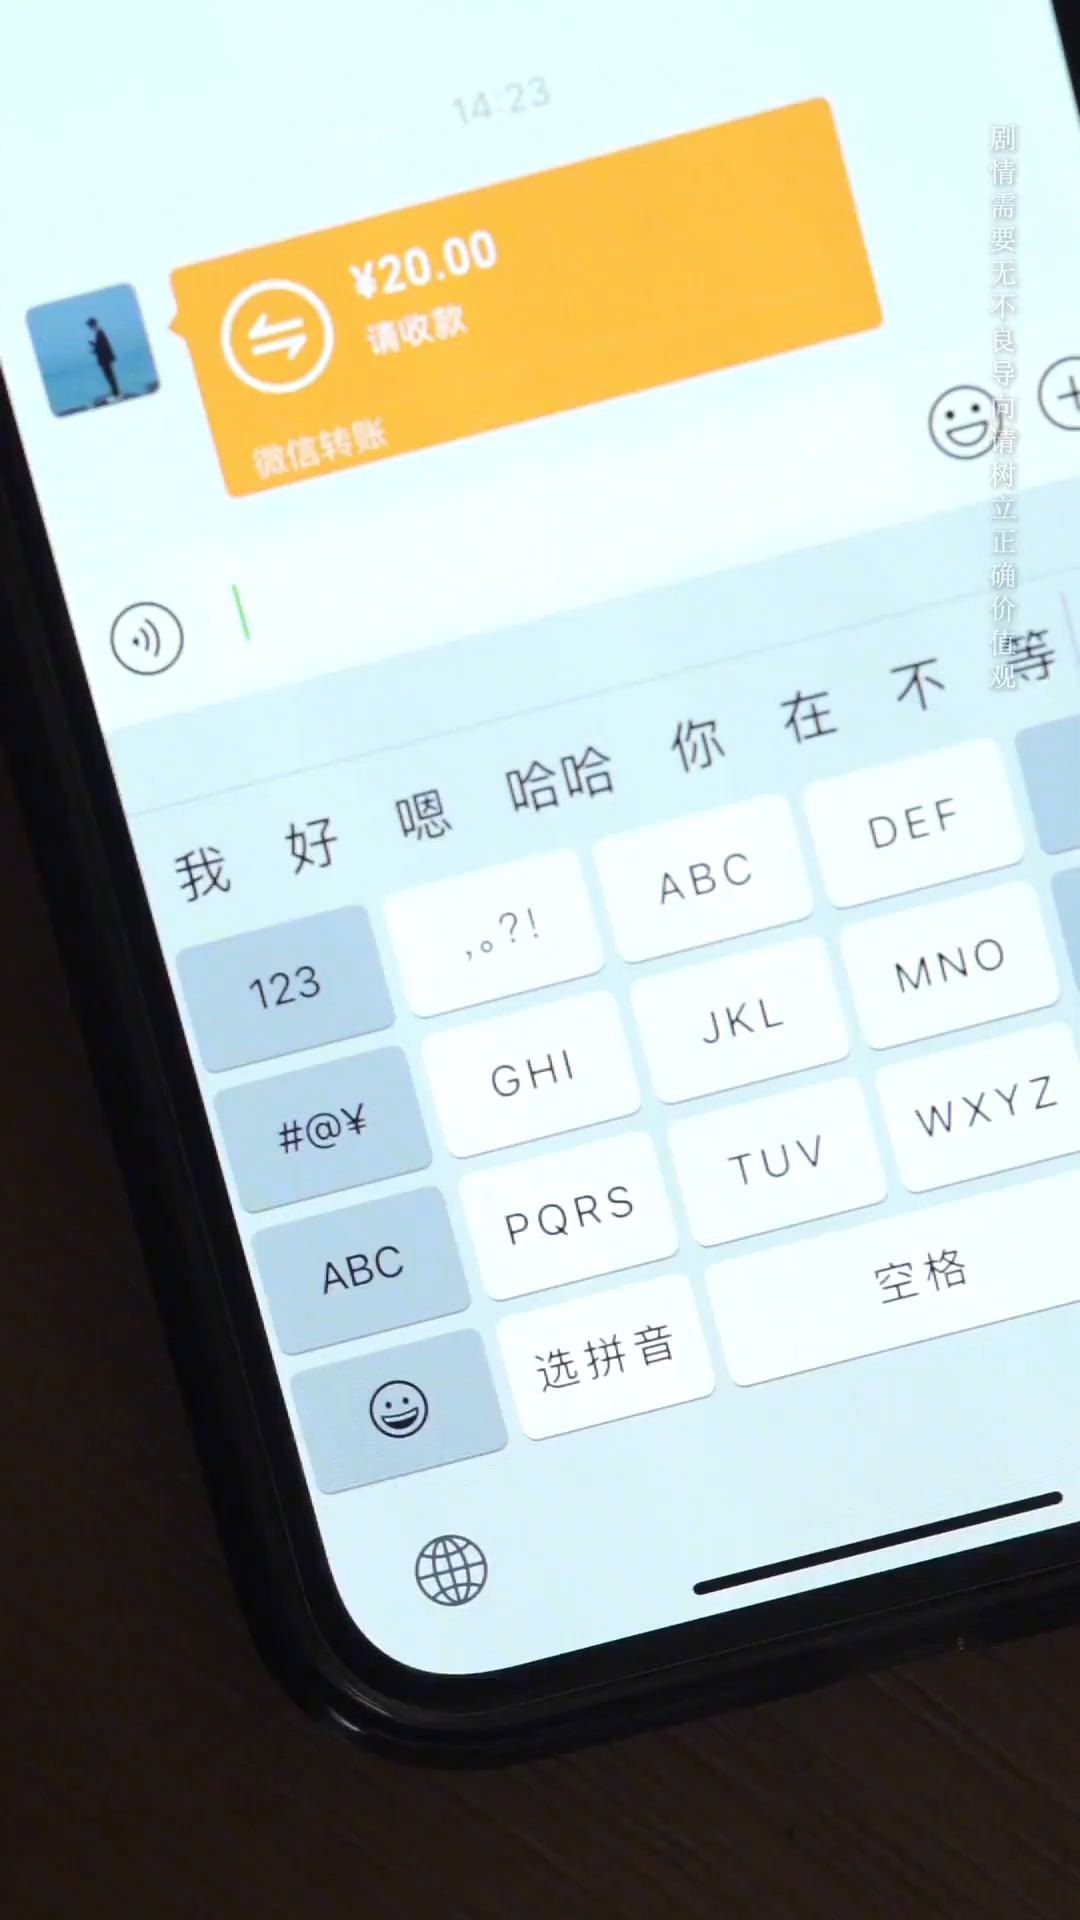 14:23
¥20.00
请收款
微信转账
剧情需要无不良导向请树立正确价值观
我 好 嗯 哈哈 你 在 不 等
123 ,。?! ABC DEF
#@¥ GHI JKL MNO
ABC PQRS TUV WXYZ
选拼音 空格